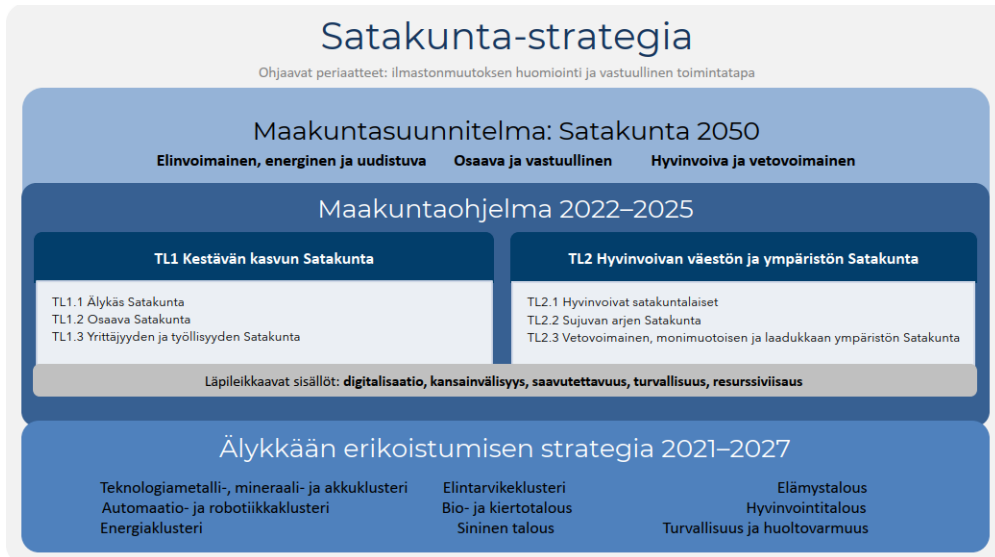 Satakunta-strategia
Ohjaavat periaatteet: ilmastonmuutoksen huomiointi ja vastuullinen toimintatapa
Maakuntasuunnitelma: Satakunta 2050
Elinvoimainen, energinen ja uudistuva Osaava ja vastuullinen Hyvinvoiva ja vetovoimainen
Maakuntaohjelma 2022–2025
TL1 Kestävän kasvun Satakunta
TL1.1 Älykäs Satakunta
TL1.2 Osaava Satakunta
TL1.3 Yrittäjyyden ja työllisyyden Satakunta
TL2 Hyvinvoivan väestön ja ympäristön Satakunta
TL2.1 Hyvinvoivat satakuntalaiset
TL2.2 Sujuvan arjen Satakunta
TL2.3 Vetovoimainen, monimuotoisen ja laadukkaan ympäristön Satakunta
Läpileikkaavat sisällöt: digitalisaatio, kansainvälisyys, saavutettavuus, turvallisuus, resurssiviisaus
Älykkään erikoistumisen strategia 2021–2027
Teknologiametalli-, mineraali- ja akkuklusteri
Automaatio- ja robotiikkaklusteri
Energiaklusteri
Elintarvikeklusteri
Bio- ja kiertotalous
Sininen talous
Elämystalous
Hyvinvointitalous
Turvallisuus ja huoltovarmuus